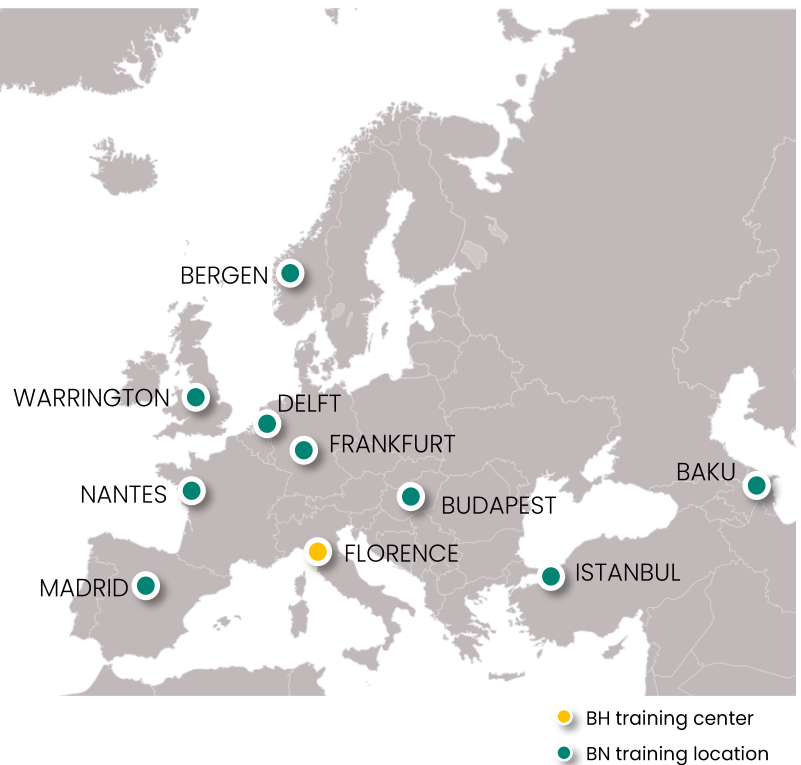 BERGEN
WARRINGTON
DELFT
FRANKFURT
BAKU
NANTES
BUDAPEST
FLORENCE
ISTANBUL
MADRID
BH training center
BN training location